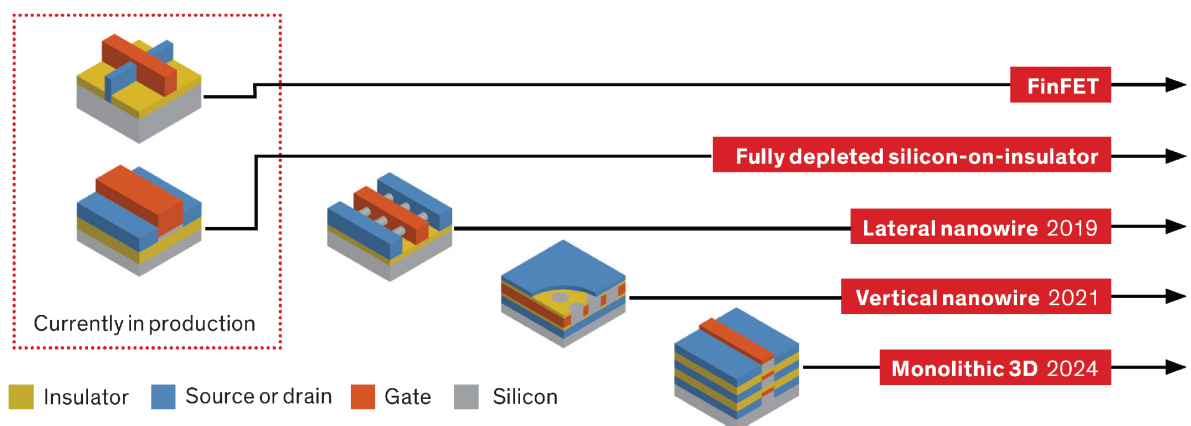 FinFET
Fully depleted silicon-on-insulator
Lateral nanowire 2019
Vertical nanowire 2021
Currently in production
Monolithic 3D 2024
Insulator
Source or drain
Gate
Silicon